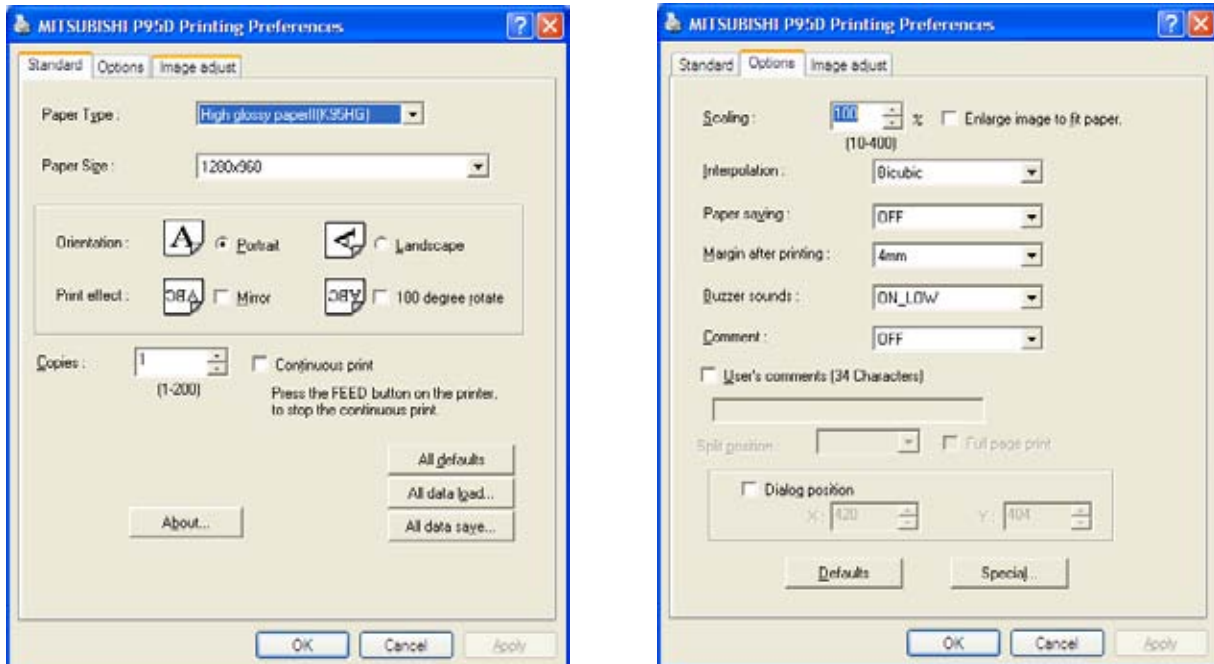 MITSUBISHI P95D Printing Preferences
Standard Options Image adjust
Paper Type : High glossy paperII(K95HG)
Paper Size : 1280x960
Orientation : A Portrait A Landscape
Print effect : ABC Mirror ABC 180 degree rotate
Copies : 1 Continuous print
(1-200) Press the FEED button on the printer,
to stop the continuous print.
All defaults
All data load...
About... All data save...
OK Cancel Apply
MITSUBISHI P95D Printing Preferences
Standard Options Image adjust
Scaling : 100 % Enlarge image to fit paper.
(10-400)
Interpolation : Bicubic
Paper saving : OFF
Margin after printing : 4mm
Buzzer sounds : ON_LOW
Comment : OFF
User's comments (34 Characters)
Split position : Full page print
Dialog position
X : 420 Y : 404
Defaults Special...
OK Cancel Apply